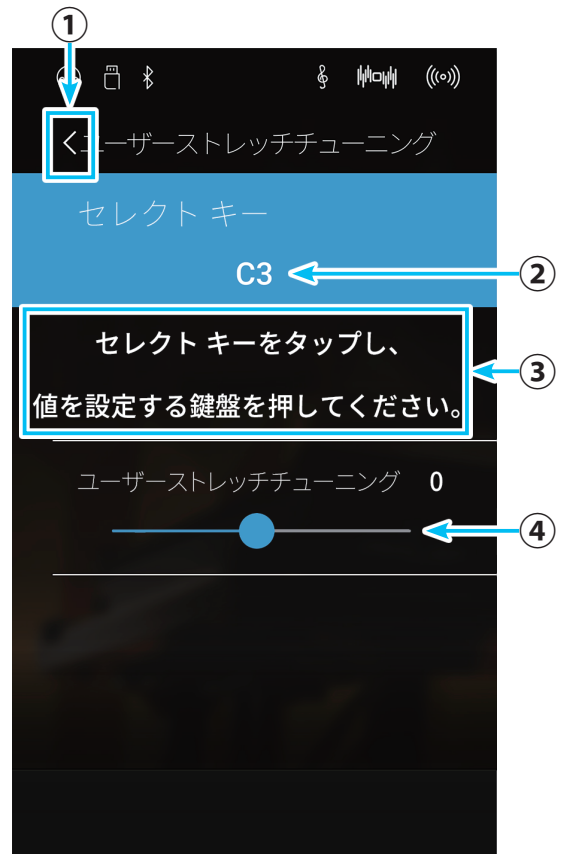 ①
ユーザーストレッチチューニング
セレクト キー
C3
②
セレクト キーをタップし、
値を設定する鍵盤を押してください。
③
ユーザーストレッチチューニング 0
④